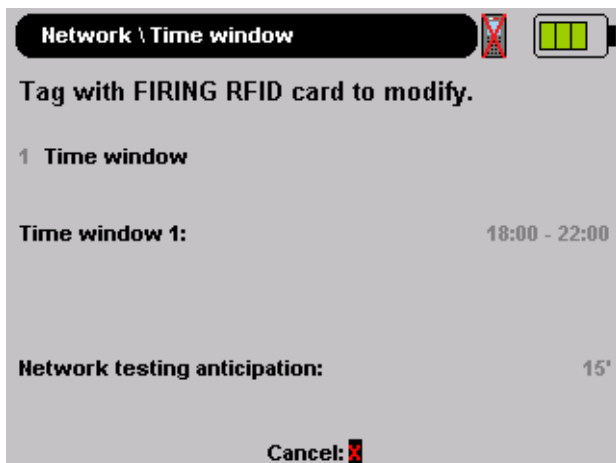 Network \ Time window
Tag with FIRING RFID card to modify.
1 Time window
Time window 1: 18:00 - 22:00
Network testing anticipation: 15'
Cancel: X